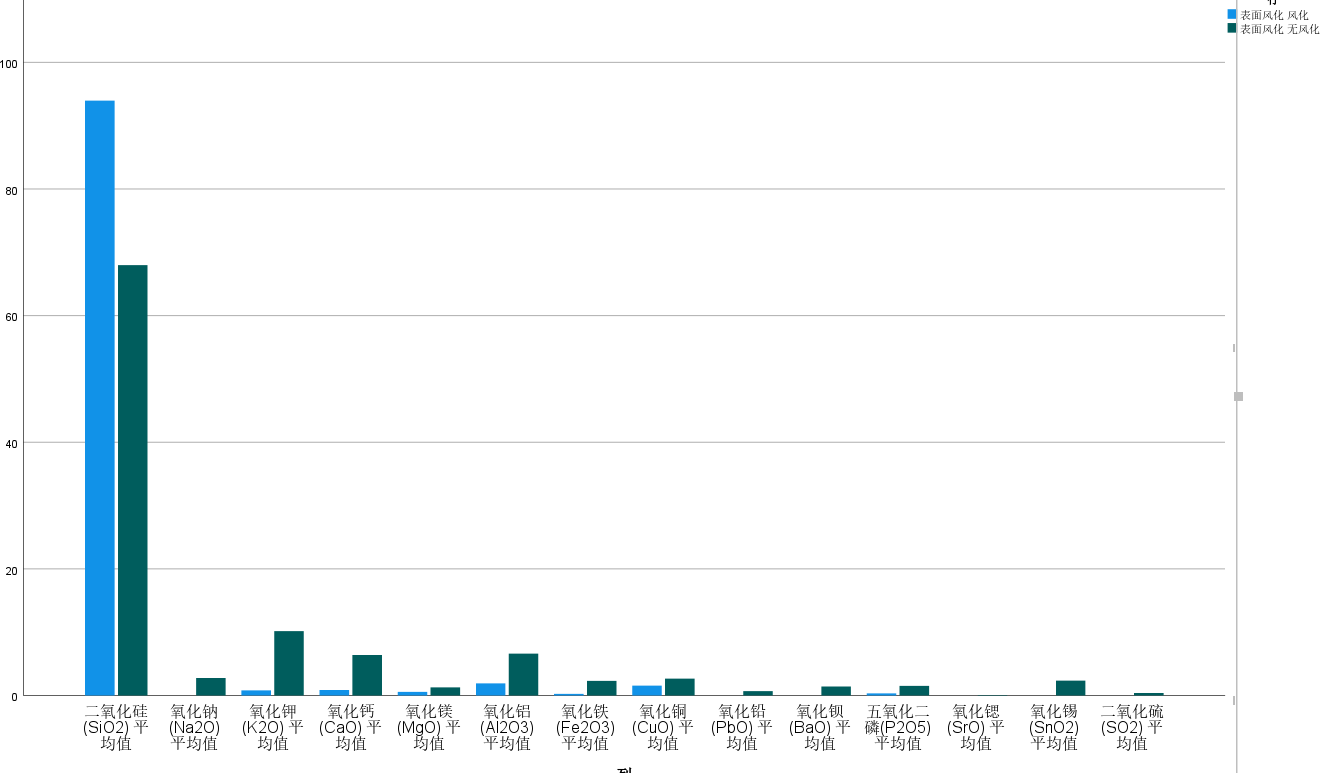 表面风化 风化
表面风化 无风化
100
80
60
40
20
0
二氧化硅
(SiO2) 平
均值
氧化钠
(Na2O)
平均值
氧化钾
(K2O) 平
均值
氧化钙
(CaO) 平
均值
氧化镁
(MgO) 平
均值
氧化铝
(Al2O3)
平均值
氧化铁
(Fe2O3)
平均值
氧化铜
(CuO) 平
均值
氧化铅
(PbO) 平
均值
氧化钡
(BaO) 平
均值
五氧化二
磷(P2O5)
平均值
氧化锶
(SrO) 平
均值
氧化锡
(SnO2)
平均值
二氧化硫
(SO2) 平
均值